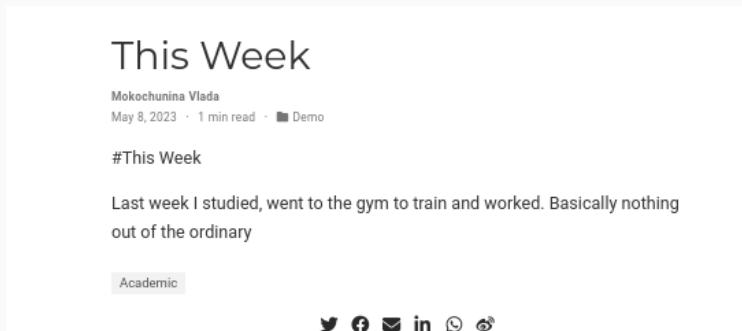 This Week
Mokochunina Vlada
May 8, 2023 · 1 min read · Demo
#This Week
Last week I studied, went to the gym to train and worked. Basically nothing
out of the ordinary
Academic